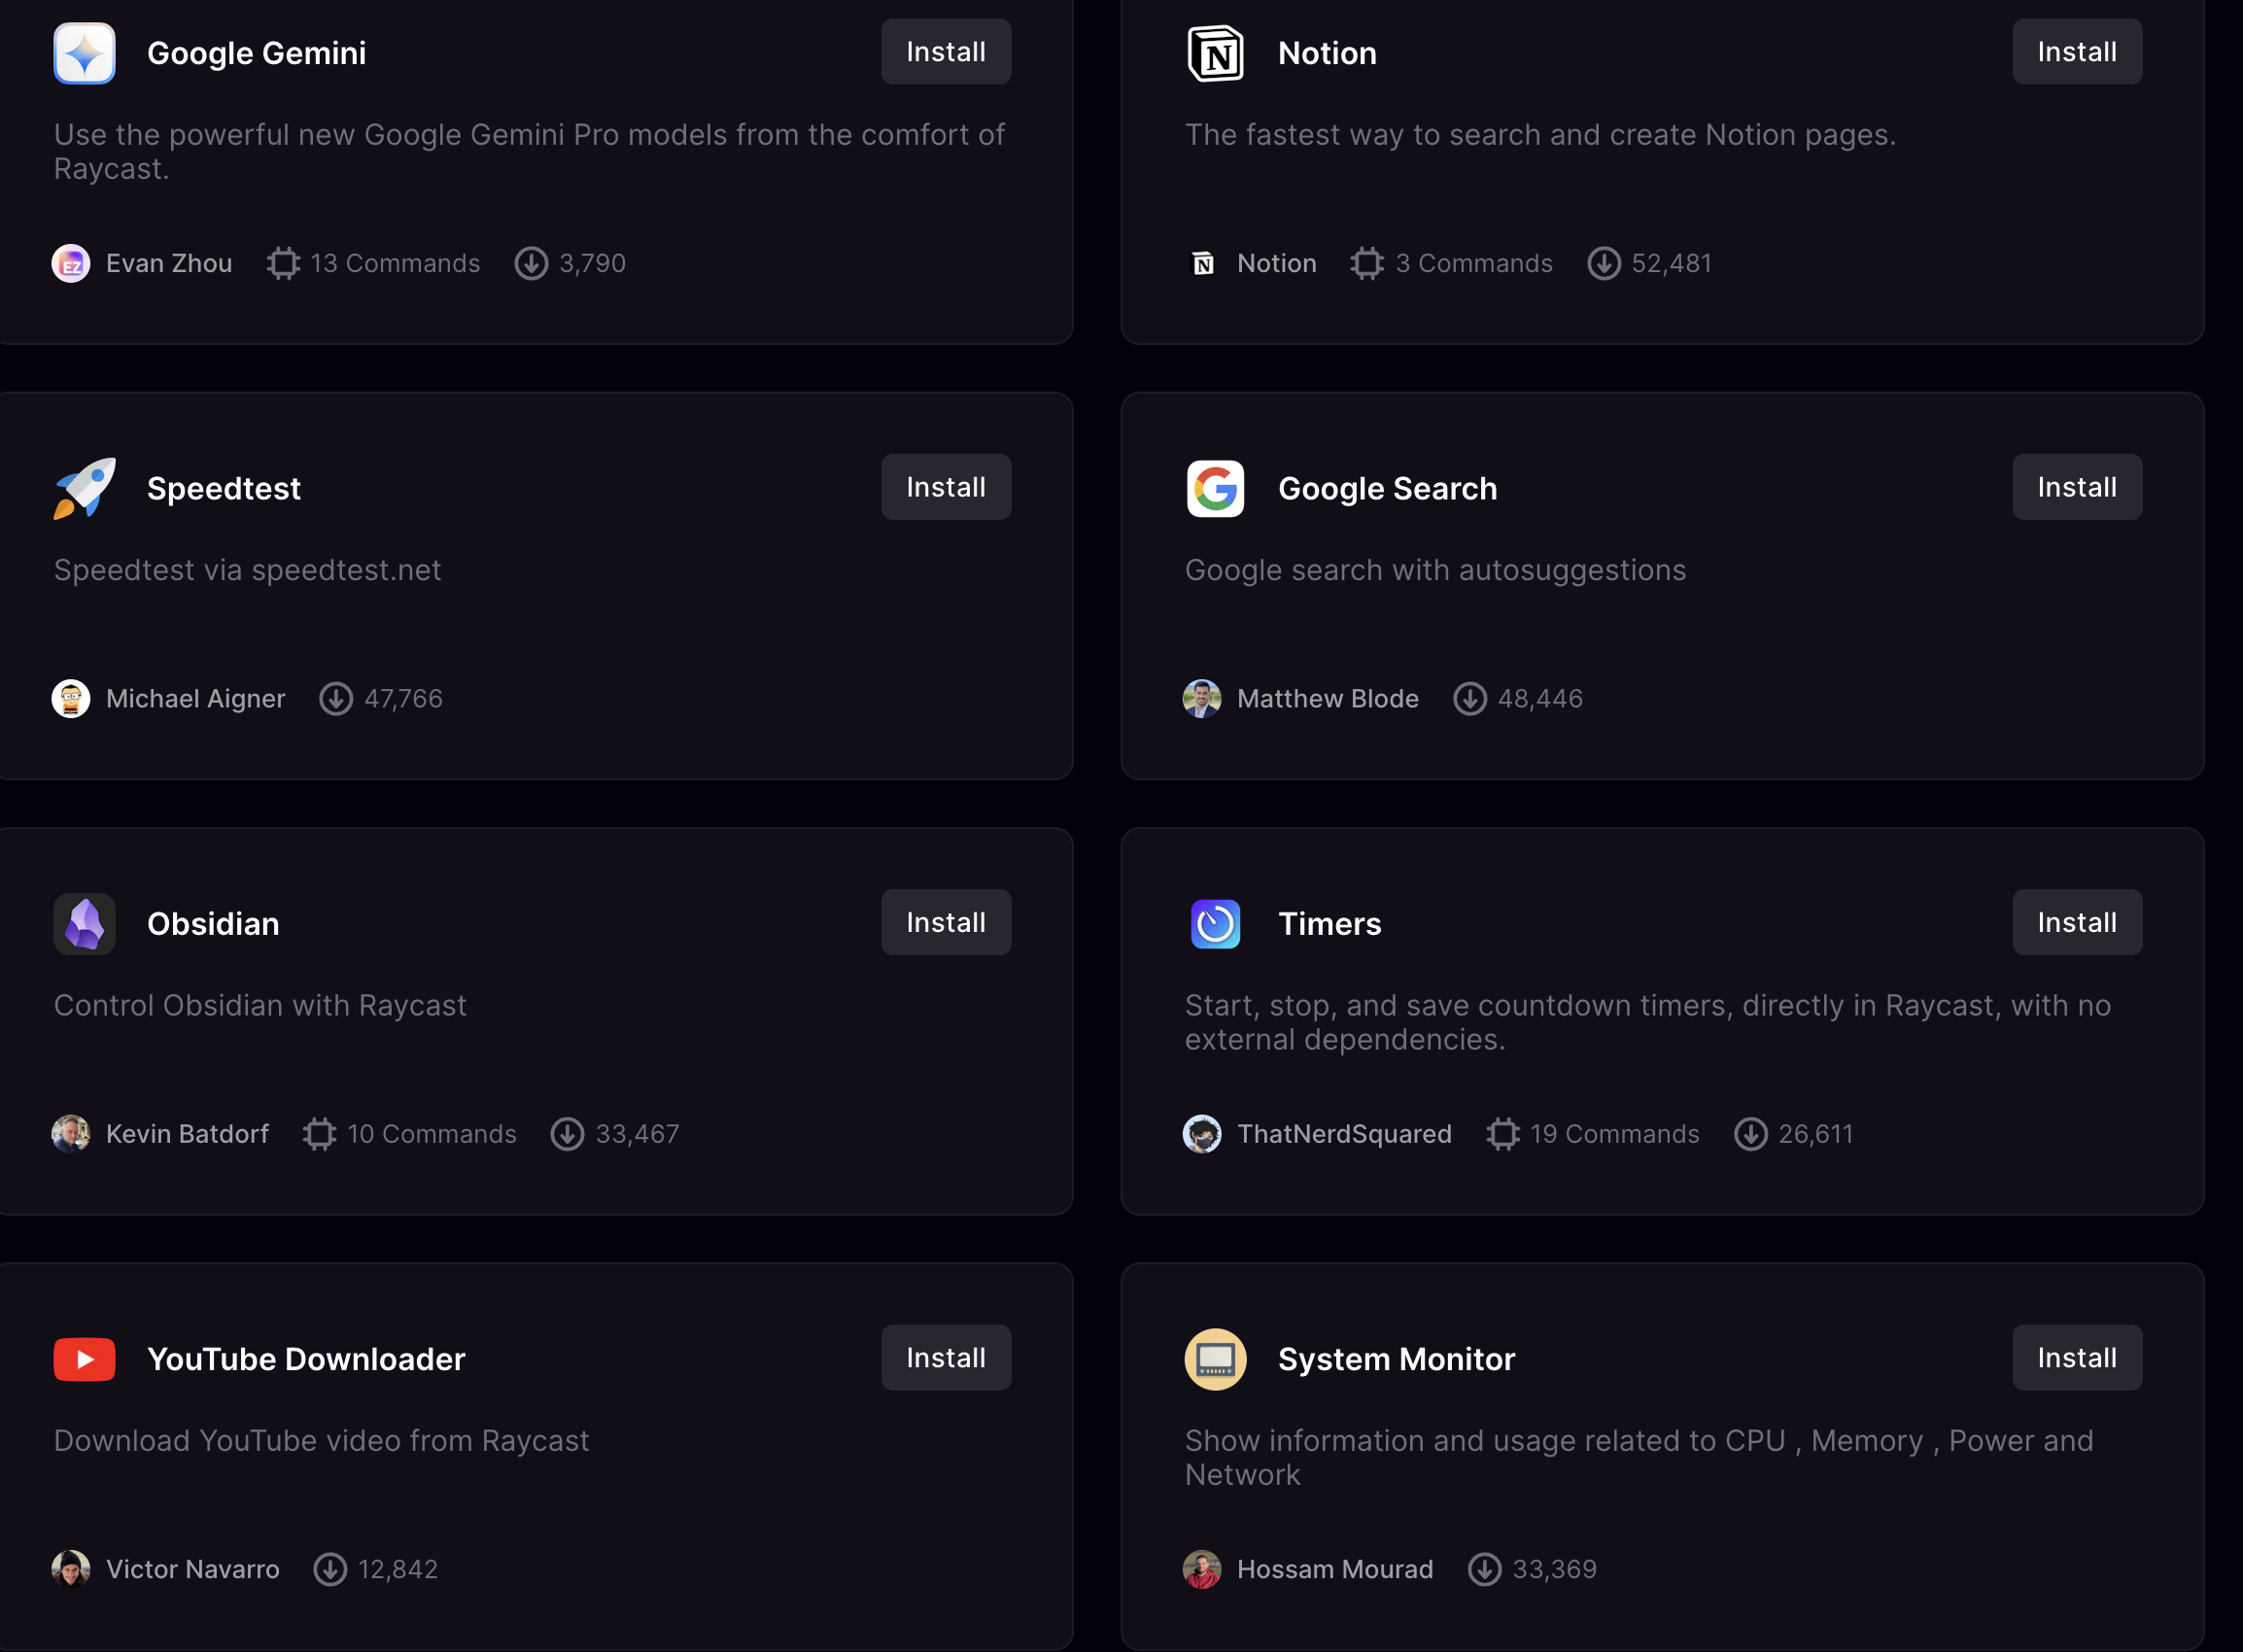 Google Gemini
Install
Use the powerful new Google Gemini Pro models from the comfort of
Raycast.
EZ
Evan Zhou
13 Commands
3,790
N
Notion
Install
The fastest way to search and create Notion pages.
N
Notion
3 Commands
52,481
Speedtest
Install
Speedtest via speedtest.net
Michael Aigner
47,766
G
Google Search
Install
Google search with autosuggestions
Matthew Blode
48,446
Obsidian
Install
Control Obsidian with Raycast
Kevin Batdorf
10 Commands
33,467
Timers
Install
Start, stop, and save countdown timers, directly in Raycast, with no
external dependencies.
ThatNerdSquared
19 Commands
26,611
YouTube Downloader
Install
Download YouTube video from Raycast
Victor Navarro
12,842
System Monitor
Install
Show information and usage related to CPU , Memory , Power and
Network
Hossam Mourad
33,369